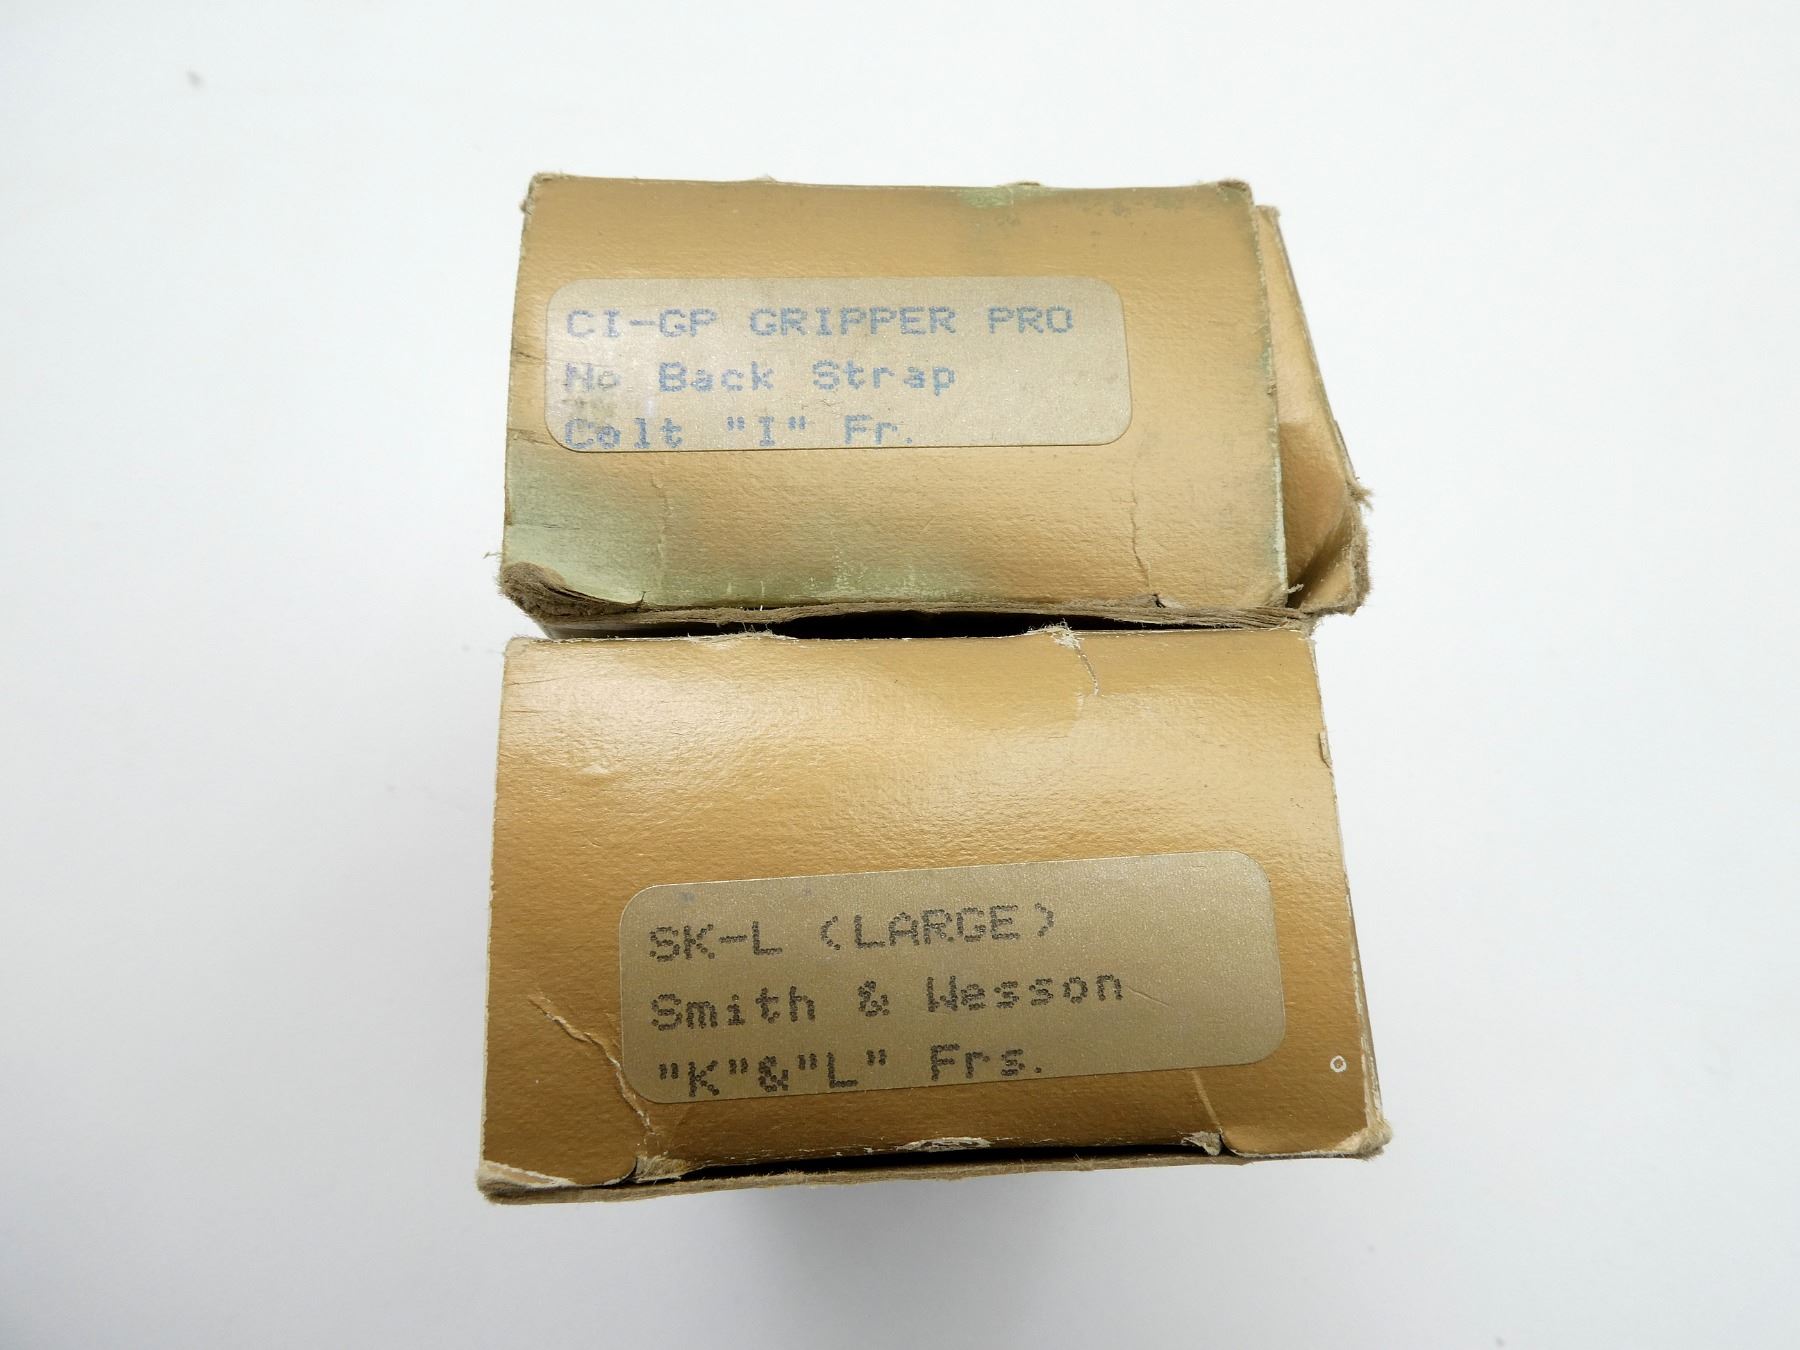 CI-GP GRIPPER PRO
No Back Strap
Colt "I" Fr.
SK-L (LARGE)
Smith & Wesson
"K"&"L" Frs.